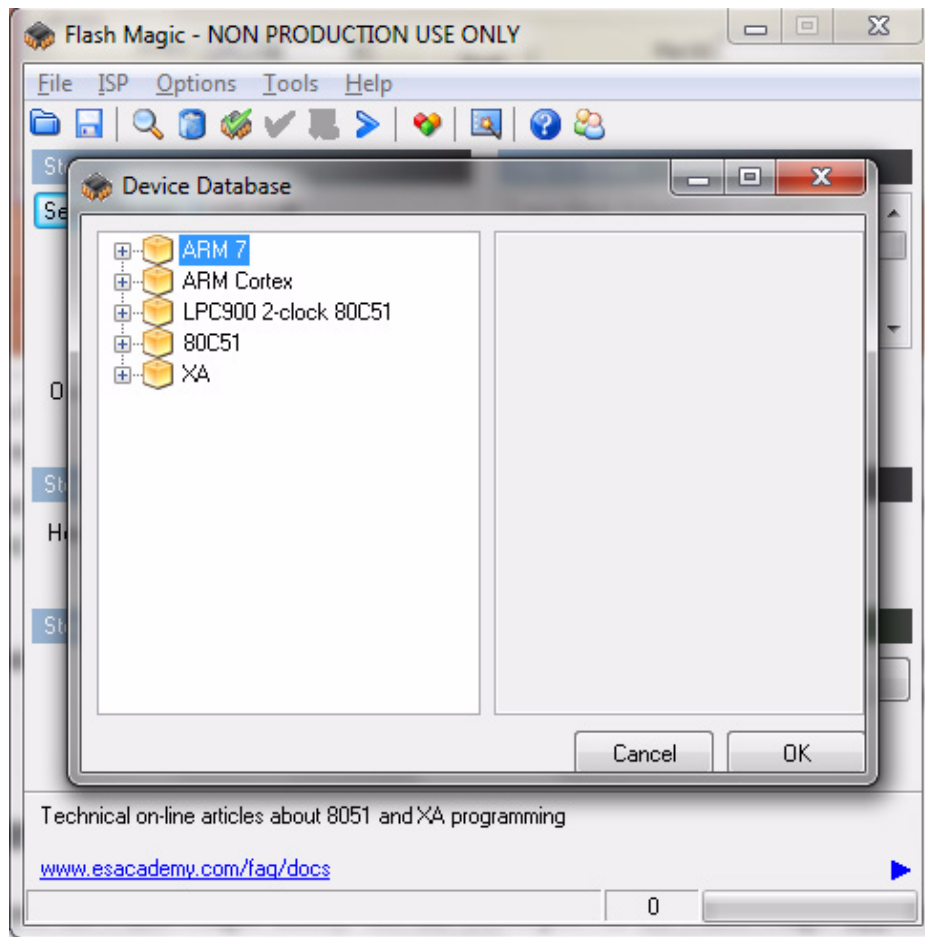 Flash Magic - NON PRODUCTION USE ONLY
File ISP Options Tools Help
Device Database
ARM 7
ARM Cortex
LPC900 2-clock 80C51
80C51
XA
Cancel OK
Technical on-line articles about 8051 and XA programming
www.esacademy.com/faq/docs
0